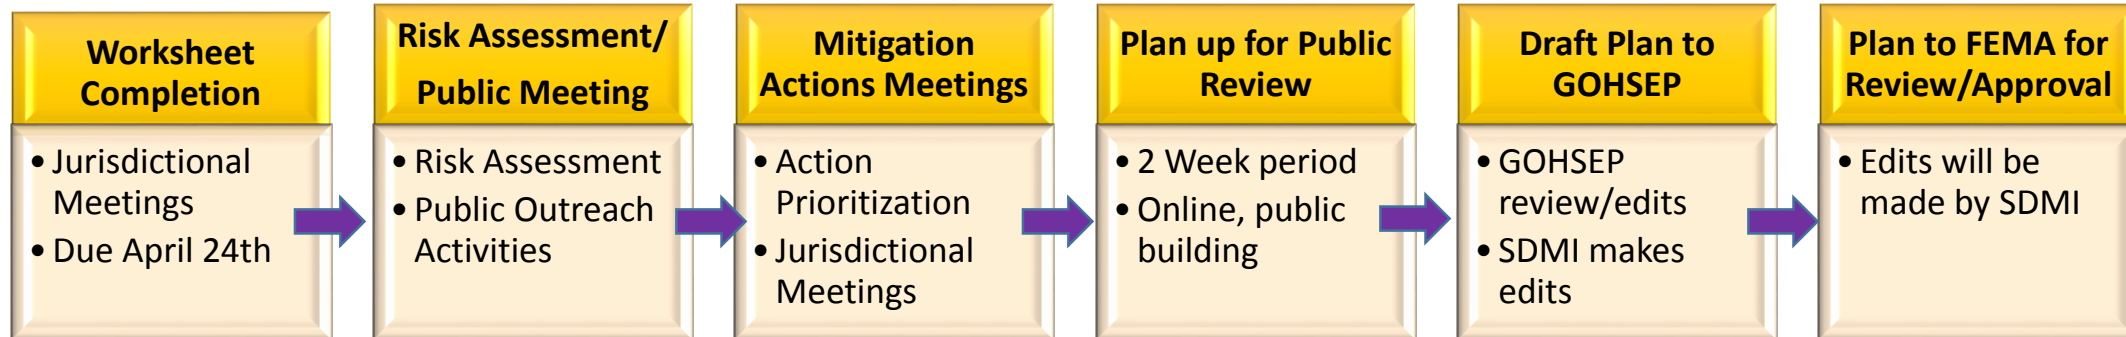 Worksheet
Completion
• Jurisdictional
Meetings
• Due April 24th
Risk Assessment/
Public Meeting
• Risk Assessment
• Public Outreach
Activities
Mitigation
Actions Meetings
• Action
Prioritization
• Jurisdictional
Meetings
Plan up for Public
Review
• 2 Week period
• Online, public
building
Draft Plan to
GOHSEP
• GOHSEP
review/edits
• SDMI makes
edits
Plan to FEMA for
Review/Approval
• Edits will be
made by SDMI